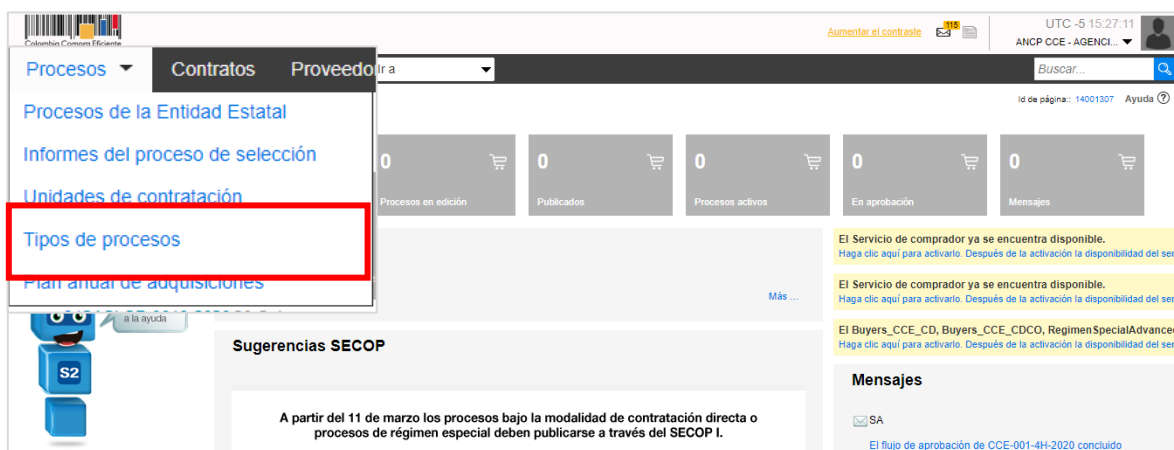 Colombia Compra Eficiente
Aumentar el contraste
115
UTC -5 15:27:11
ANCP CCE - AGENCI...
Procesos
Contratos
Proveedor
Ir a
Buscar...
Id de página:: 14001307 Ayuda
Procesos de la Entidad Estatal
Informes del proceso de selección
Unidades de contratación
Tipos de procesos
Plan anual de adquisiciones
0
Procesos en edición
0
Publicados
0
Procesos activos
0
En aprobación
0
Mensajes
Más ...
a la ayuda
S2
Sugerencias SECOP
A partir del 11 de marzo los procesos bajo la modalidad de contratación directa o
procesos de régimen especial deben publicarse a través del SECOP I.
El Servicio de comprador ya se encuentra disponible.
Haga clic aquí para activarlo. Después de la activación la disponibilidad del ser
El Servicio de comprador ya se encuentra disponible.
Haga clic aquí para activarlo. Después de la activación la disponibilidad del ser
El Buyers_CCE_CD, Buyers_CCE_CDCO, RegimenSpecialAdvanced
Haga clic aquí para activarlo. Después de la activación la disponibilidad del ser
Mensajes
SA
El flujo de aprobación de CCE-001-4H-2020 concluido